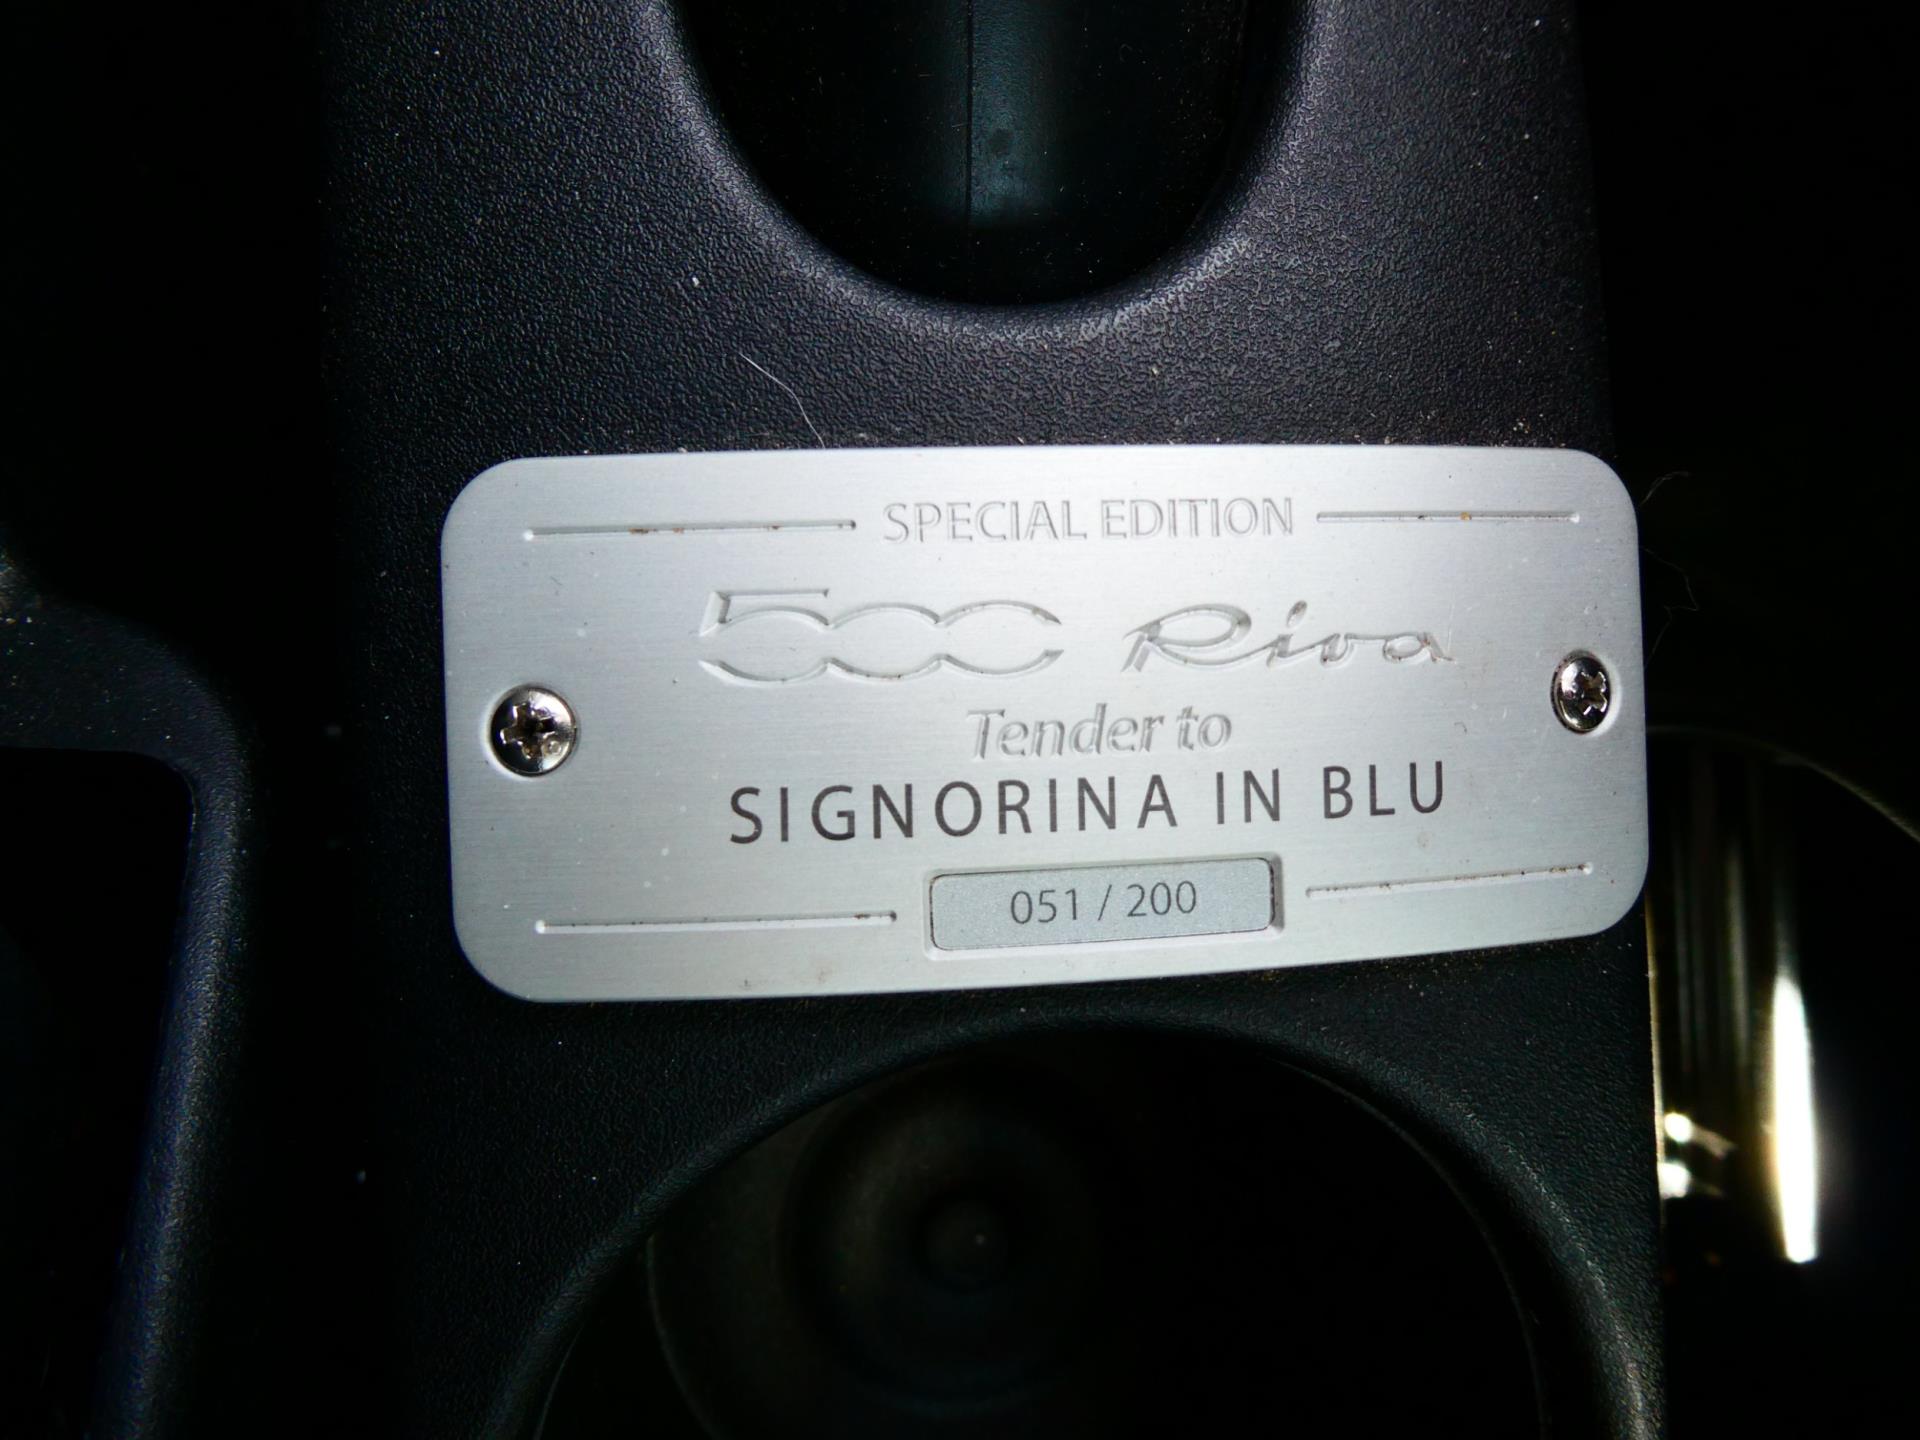 SPECIAL EDITION
500 Riva
Tender to
SIGNORINA IN BLU
051 / 200